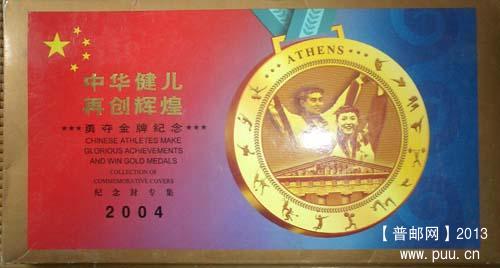 中华健儿
再创辉煌
★★★勇夺金牌纪念★★★
CHINESE ATHLETES MAKE
GLORIOUS ACHIEVEMENTS
AND WIN GOLD MEDALS
COLLECTION OF
COMMEMORATIVE COVERS
纪念封专集
2004
ATHENS
【普邮网】2013
www.puu.cn